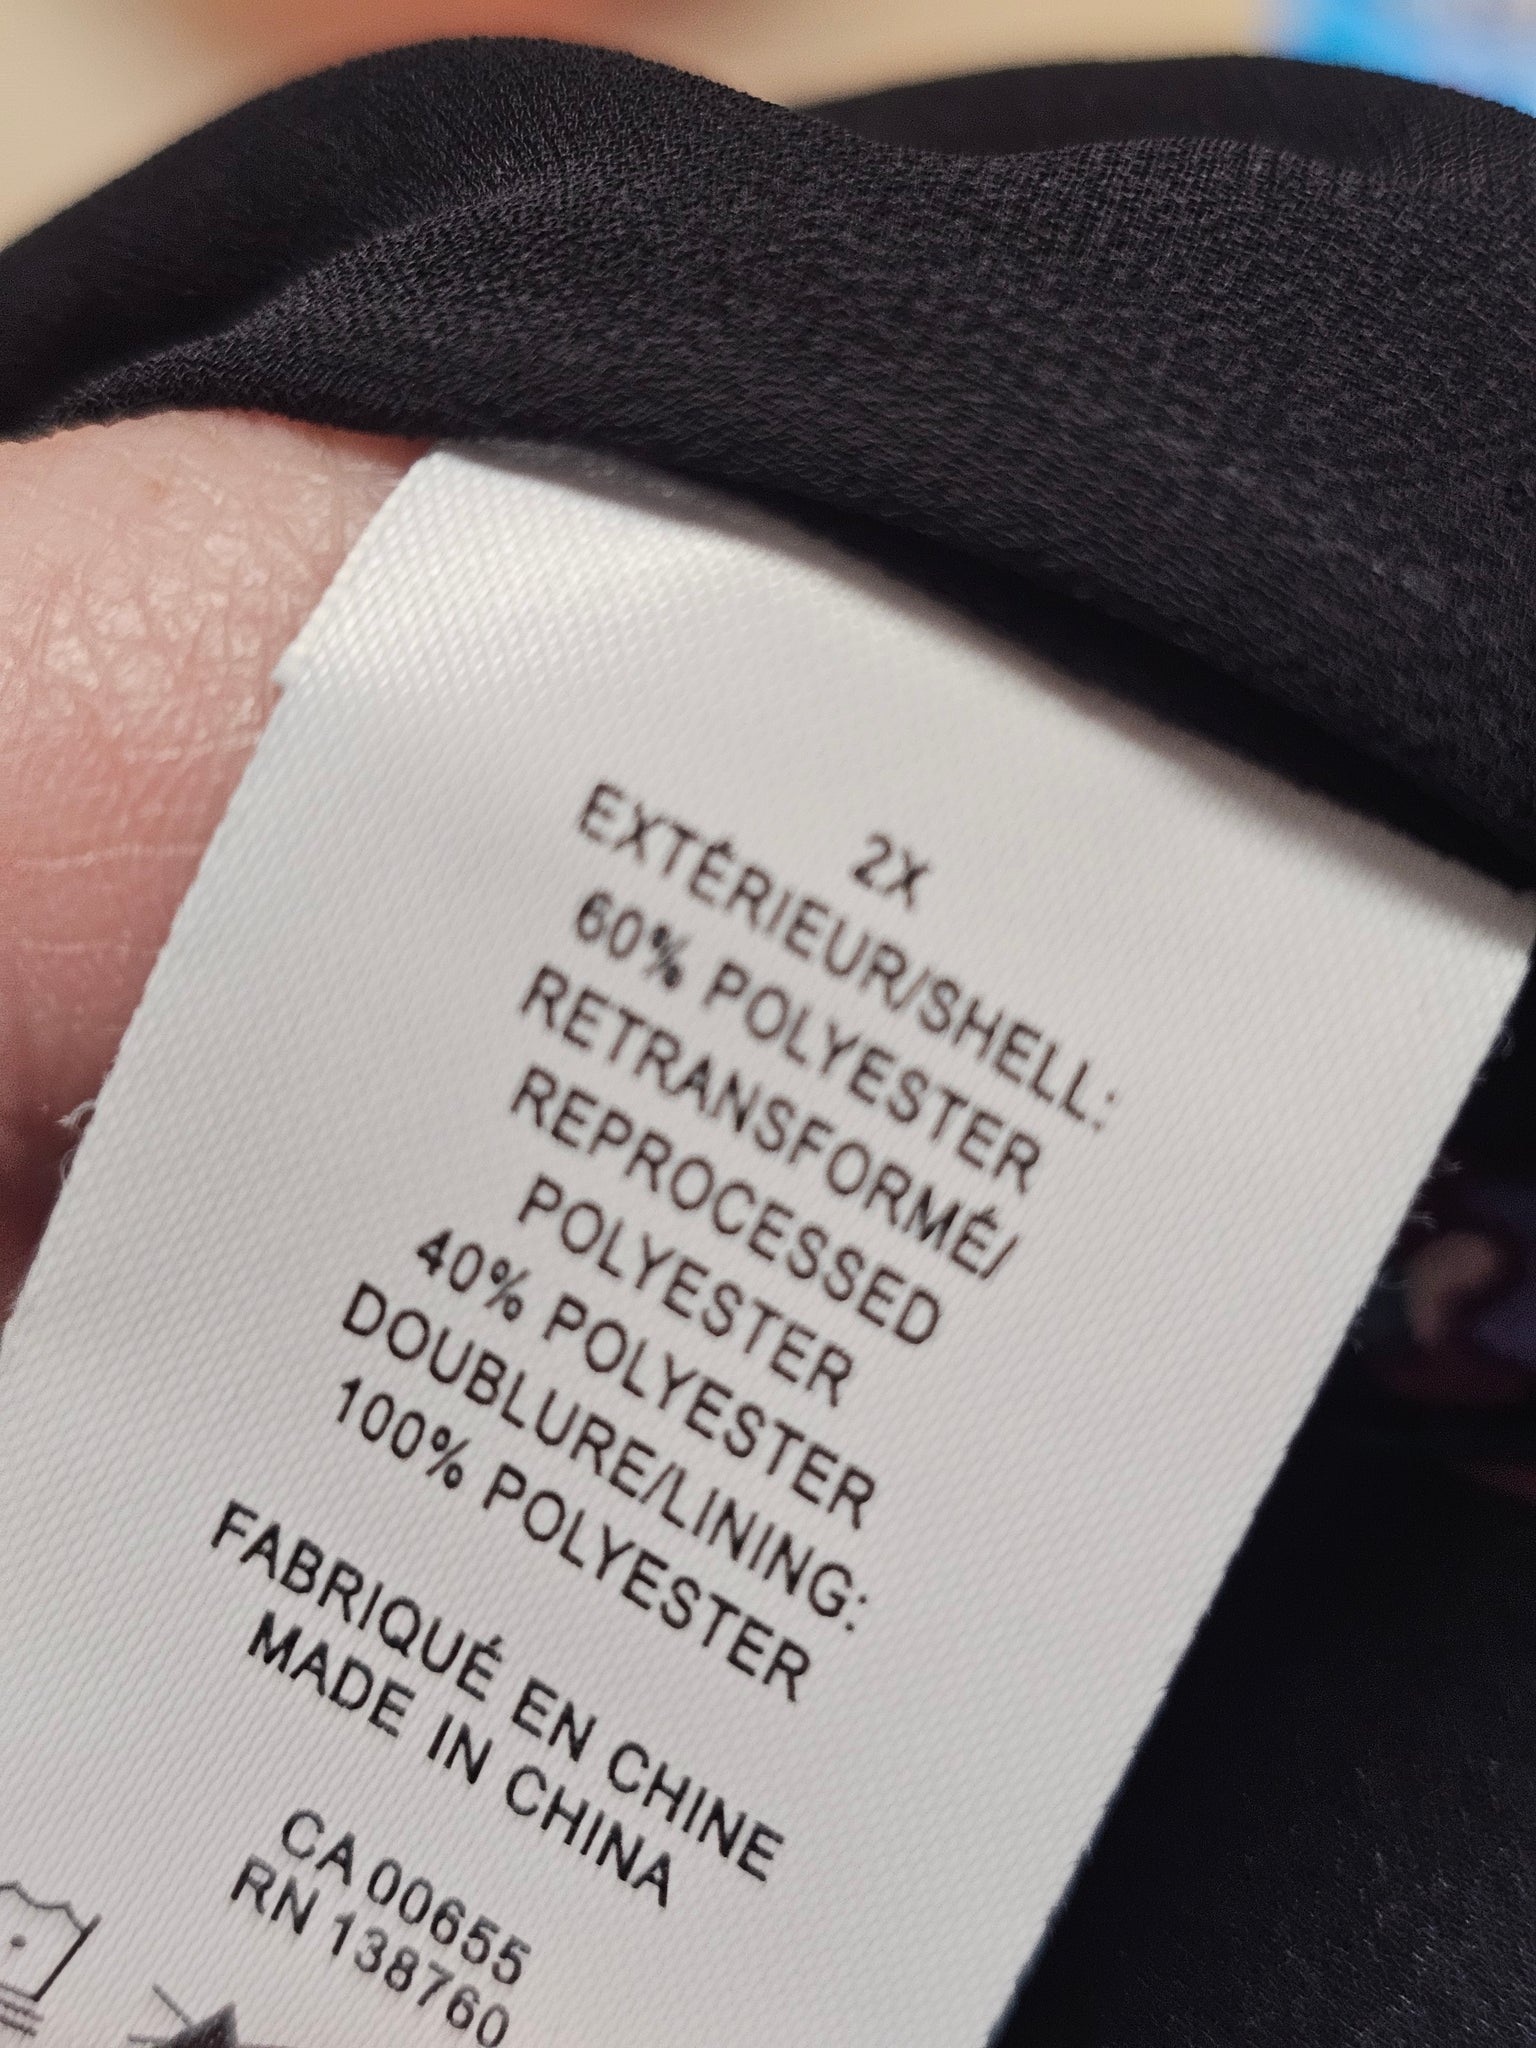 2X
EXTÉRIEUR/SHELL:
60% POLYESTER
RETRANSFORMÉ/
REPROCESSED
POLYESTER
40% POLYESTER
DOUBLURE/LINING:
100% POLYESTER
FABRIQUÉ EN CHINE
MADE IN CHINA
CA 00655
RN 138760